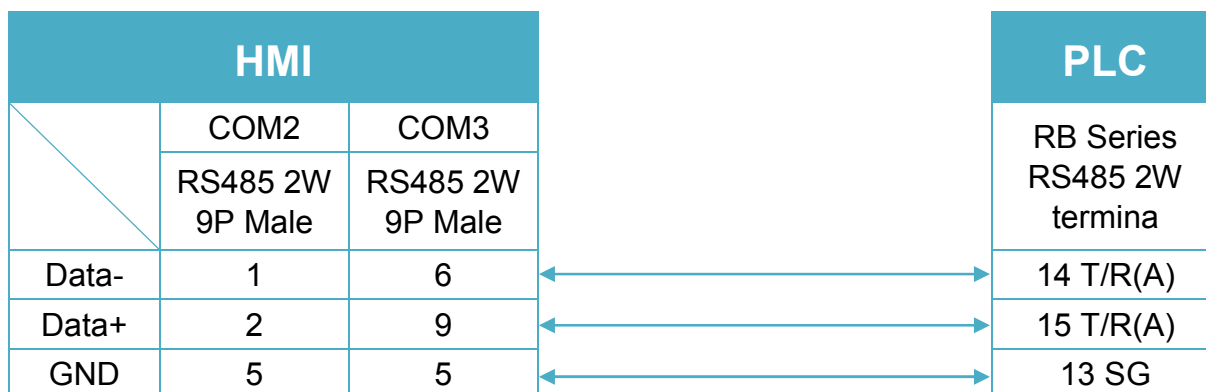 HMI
PLC
COM2 COM3
RS485 2W RS485 2W
9P Male 9P Male
RB Series
RS485 2W
termina
Data- 1 6 14 T/R(A)
Data+ 2 9 15 T/R(A)
GND 5 5 13 SG